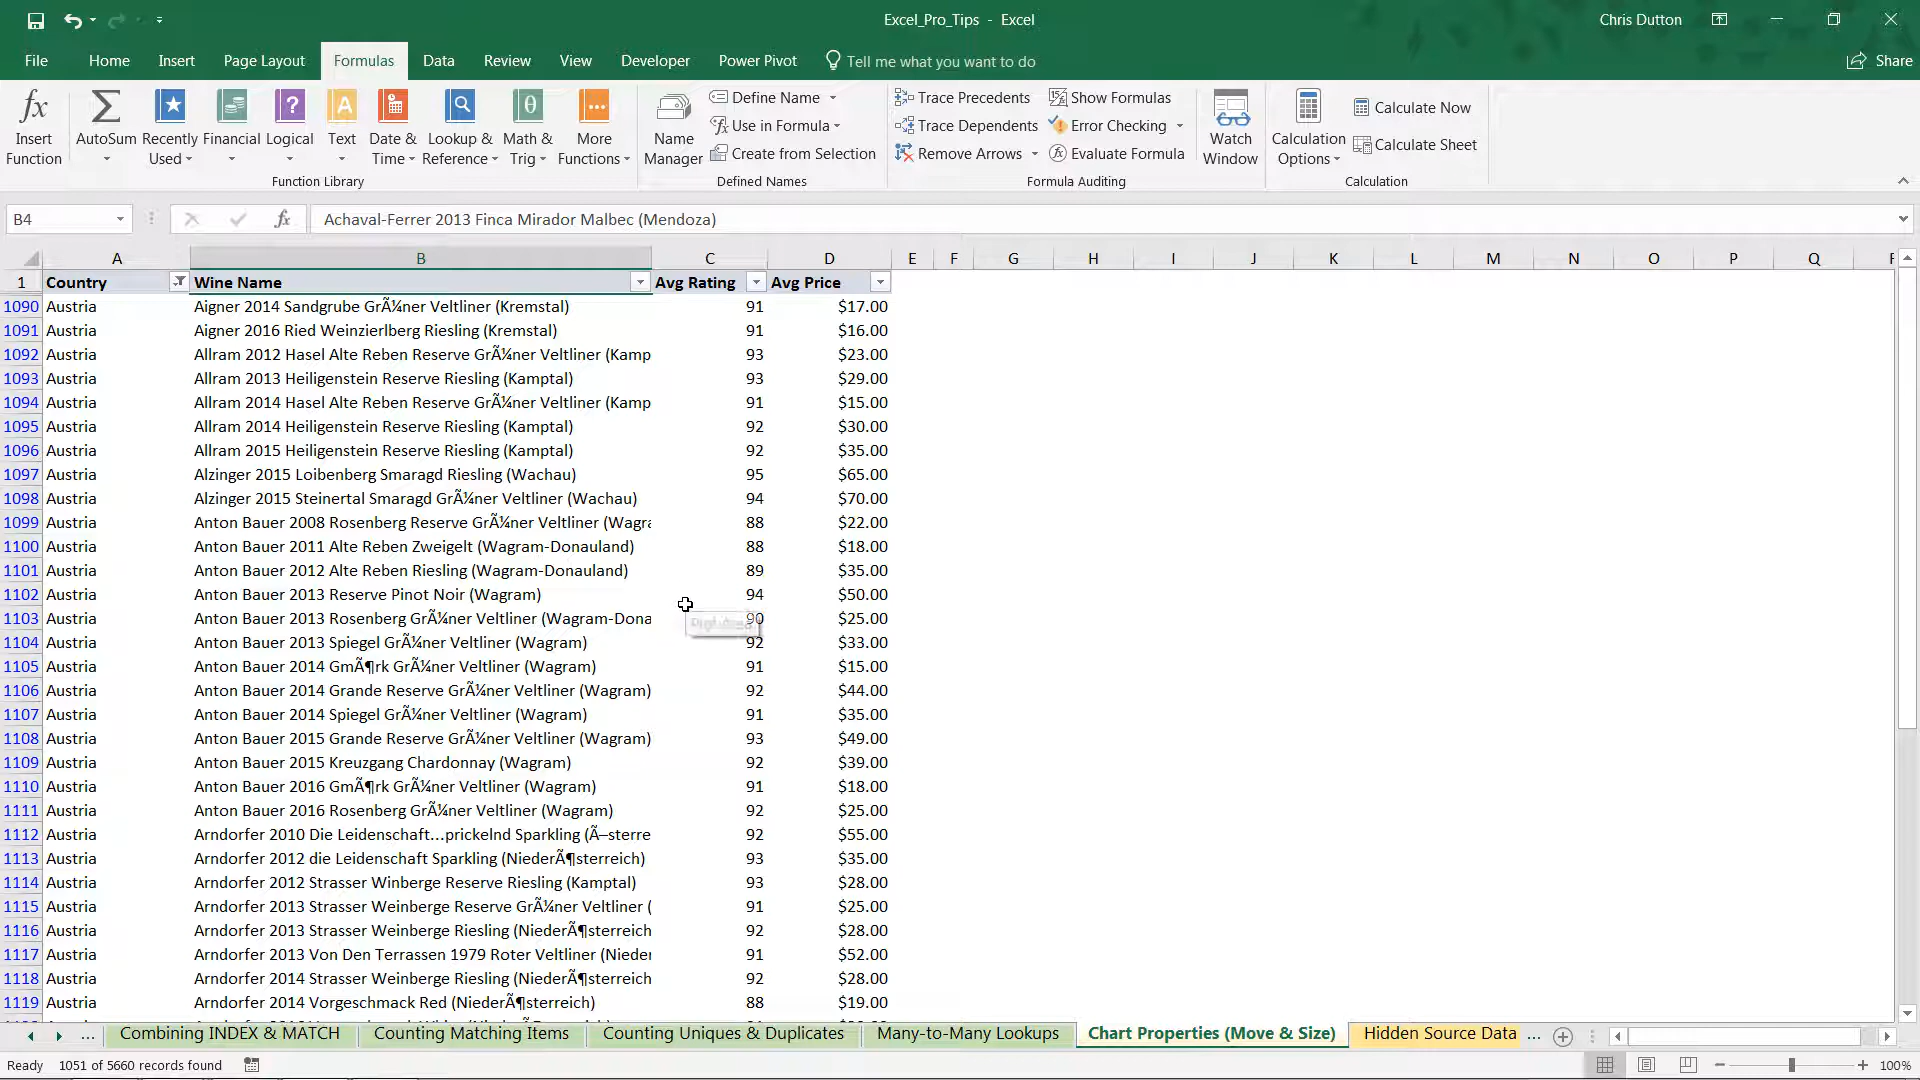 Excel_Pro_Tips - Excel
Chris Dutton
File Home Insert Page Layout Formulas Data Review View Developer Power Pivot Tell me what you want to do Share
Insert Function
AutoSum
Recently Used
Financial
Logical
Text
Date & Time
Lookup & Reference
Math & Trig
More Functions
Function Library
Name Manager
Define Name
Use in Formula
Create from Selection
Defined Names
Trace Precedents
Trace Dependents
Remove Arrows
Show Formulas
Error Checking
Evaluate Formula
Formula Auditing
Watch Window
Calculation Options
Calculate Now
Calculate Sheet
Calculation
B4 fx Achaval-Ferrer 2013 Finca Mirador Malbec (Mendoza)
A B C D E F G H I J K L M N O P Q
1 Country Wine Name Avg Rating Avg Price
1090 Austria Aigner 2014 Sandgrube GrÃ¼ner Veltliner (Kremstal) 91 $17.00
1091 Austria Aigner 2016 Ried Weinzierlberg Riesling (Kremstal) 91 $16.00
1092 Austria Allram 2012 Hasel Alte Reben Reserve GrÃ¼ner Veltliner (Kamp 93 $23.00
1093 Austria Allram 2013 Heiligenstein Reserve Riesling (Kamptal) 93 $29.00
1094 Austria Allram 2014 Hasel Alte Reben Reserve GrÃ¼ner Veltliner (Kamp 91 $15.00
1095 Austria Allram 2014 Heiligenstein Reserve Riesling (Kamptal) 92 $30.00
1096 Austria Allram 2015 Heiligenstein Reserve Riesling (Kamptal) 92 $35.00
1097 Austria Alzinger 2015 Loibenberg Smaragd Riesling (Wachau) 95 $65.00
1098 Austria Alzinger 2015 Steinertal Smaragd GrÃ¼ner Veltliner (Wachau) 94 $70.00
1099 Austria Anton Bauer 2008 Rosenberg Reserve GrÃ¼ner Veltliner (Wagra 88 $22.00
1100 Austria Anton Bauer 2011 Alte Reben Zweigelt (Wagram-Donauland) 88 $18.00
1101 Austria Anton Bauer 2012 Alte Reben Riesling (Wagram-Donauland) 89 $35.00
1102 Austria Anton Bauer 2013 Reserve Pinot Noir (Wagram) 94 $50.00
1103 Austria Anton Bauer 2013 Rosenberg GrÃ¼ner Veltliner (Wagram-Dona 90 $25.00
1104 Austria Anton Bauer 2013 Spiegel GrÃ¼ner Veltliner (Wagram) 92 $33.00
1105 Austria Anton Bauer 2014 GmÃ¶rk GrÃ¼ner Veltliner (Wagram) 91 $15.00
1106 Austria Anton Bauer 2014 Grande Reserve GrÃ¼ner Veltliner (Wagram) 92 $44.00
1107 Austria Anton Bauer 2014 Spiegel GrÃ¼ner Veltliner (Wagram) 91 $35.00
1108 Austria Anton Bauer 2015 Grande Reserve GrÃ¼ner Veltliner (Wagram) 93 $49.00
1109 Austria Anton Bauer 2015 Kreuzgang Chardonnay (Wagram) 92 $39.00
1110 Austria Anton Bauer 2016 GmÃ¶rk GrÃ¼ner Veltliner (Wagram) 91 $18.00
1111 Austria Anton Bauer 2016 Rosenberg GrÃ¼ner Veltliner (Wagram) 92 $25.00
1112 Austria Arndorfer 2010 Die Leidenschaft...prickelnd Sparkling (Ã–sterre 92 $55.00
1113 Austria Arndorfer 2012 die Leidenschaft Sparkling (NiederÃ¶sterreich) 93 $35.00
1114 Austria Arndorfer 2012 Strasser Winberge Reserve Riesling (Kamptal) 93 $28.00
1115 Austria Arndorfer 2013 Strasser Weinberge Reserve GrÃ¼ner Veltliner ( 91 $25.00
1116 Austria Arndorfer 2013 Strasser Weinberge Riesling (NiederÃ¶sterreich 92 $28.00
1117 Austria Arndorfer 2013 Von Den Terrassen 1979 Roter Veltliner (Nieder 91 $52.00
1118 Austria Arndorfer 2014 Strasser Weinberge Riesling (NiederÃ¶sterreich 92 $28.00
1119 Austria Arndorfer 2014 Vorgeschmack Red (NiederÃ¶sterreich) 88 $19.00
... Combining INDEX & MATCH Counting Matching Items Counting Uniques & Duplicates Many-to-Many Lookups Chart Properties (Move & Size) Hidden Source Data ...
Ready 1051 of 5660 records found 100%